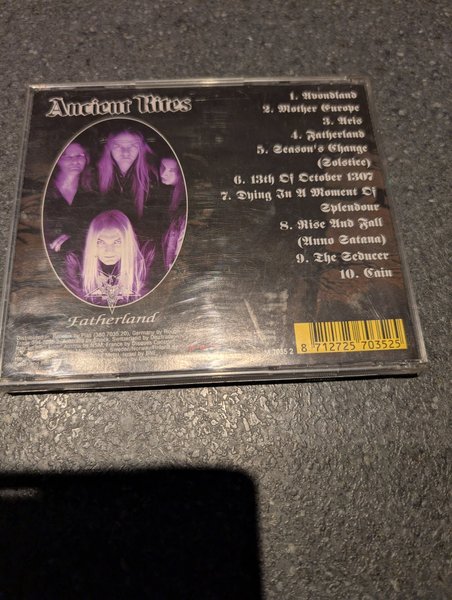 Ancient Rites
1. Avondland
2. Mother Europe
3. Aris
4. Fatherland
5. Season's Change
(Solstice)
6. 13th Of October 1307
7. Dying In A Moment Of
Splendour
8. Rise And Fall
(Anno Satana)
9. The Seducer
10. Cain
Fatherland
7035 2
8 712725 703525